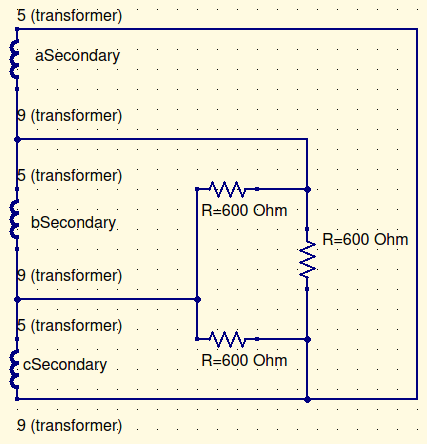 5 (transformer)
aSecondary
9 (transformer)
5 (transformer)
R=600 Ohm
bSecondary
R=600 Ohm
9 (transformer)
5 (transformer)
R=600 Ohm
cSecondary
9 (transformer)